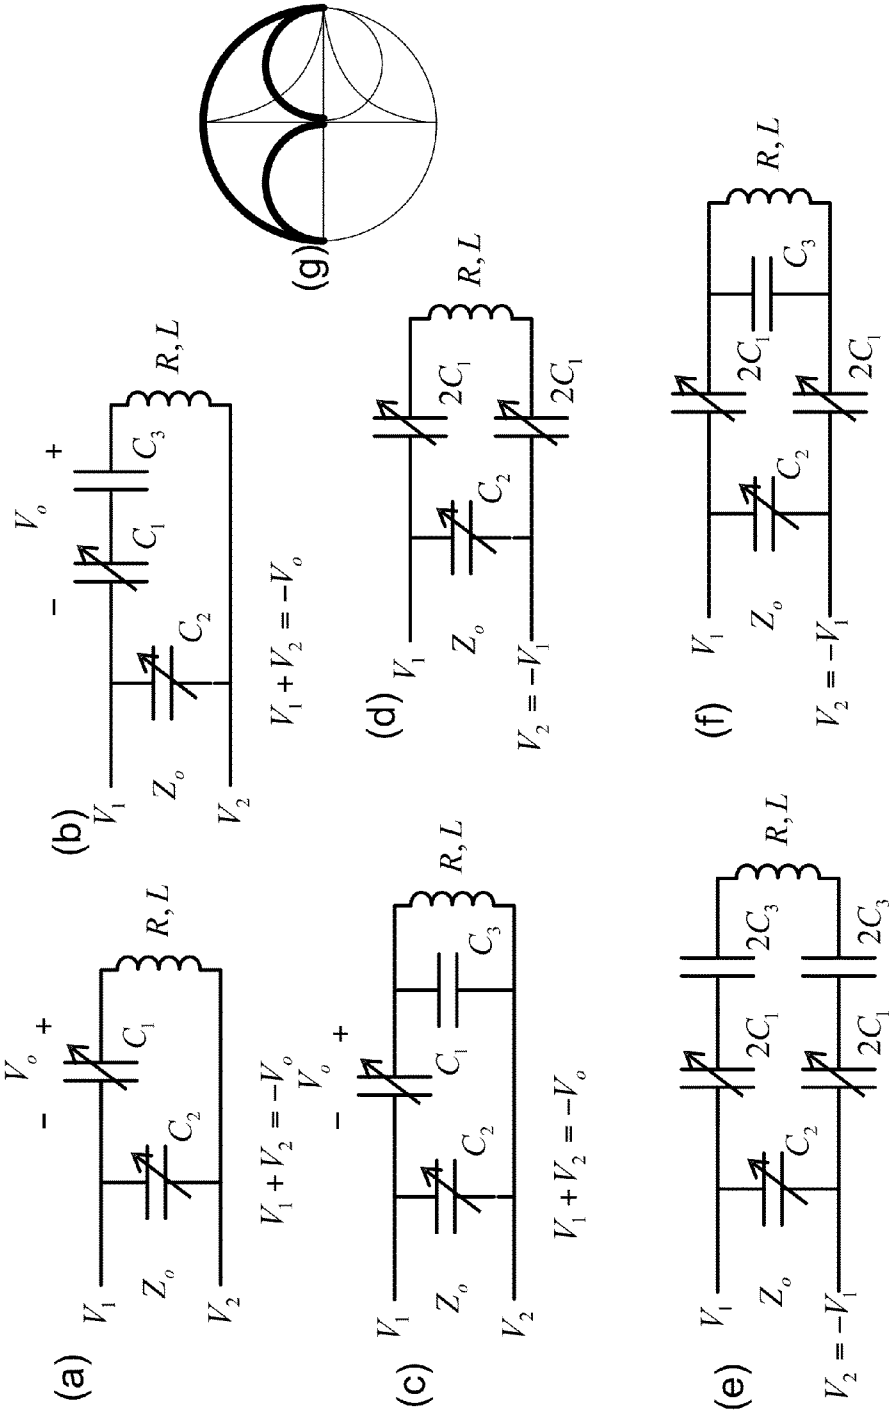 (a)
− V_o +
V_1
Z_o
C_2
C_1
R, L
V_2
V_1 + V_2 = −V_o
(b)
− V_o +
V_1
Z_o
C_2
C_1
C_3
R, L
V_2
V_1 + V_2 = −V_o
(c)
− V_o +
V_1
Z_o
C_2
C_1
C_3
R, L
V_2
V_1 + V_2 = −V_o
(d)
V_1
Z_o
C_2
2C_1
2C_1
R, L
V_2 = −V_1
(e)
V_1
Z_o
C_2
2C_1
2C_3
2C_1
2C_3
R, L
V_2 = −V_1
(f)
V_1
Z_o
C_2
2C_1
2C_1
C_3
R, L
V_2 = −V_1
(g)